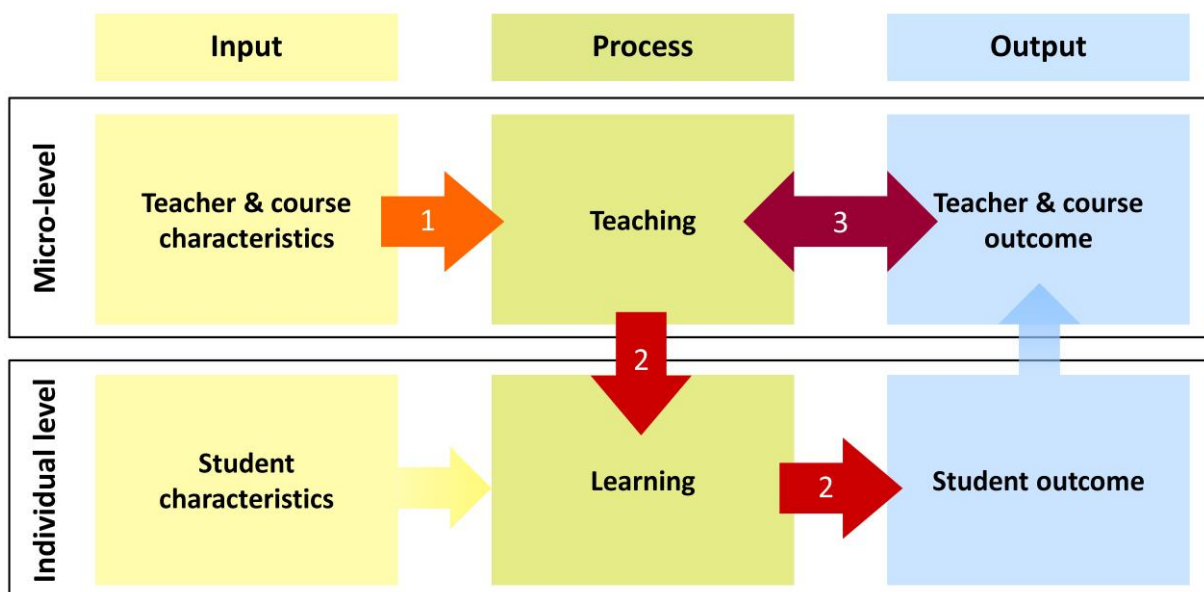 Input
Process
Output
Micro-level
Teacher & course
characteristics
1
Teaching
3
Teacher & course
outcome
2
Individual level
Student
characteristics
Learning
2
Student outcome